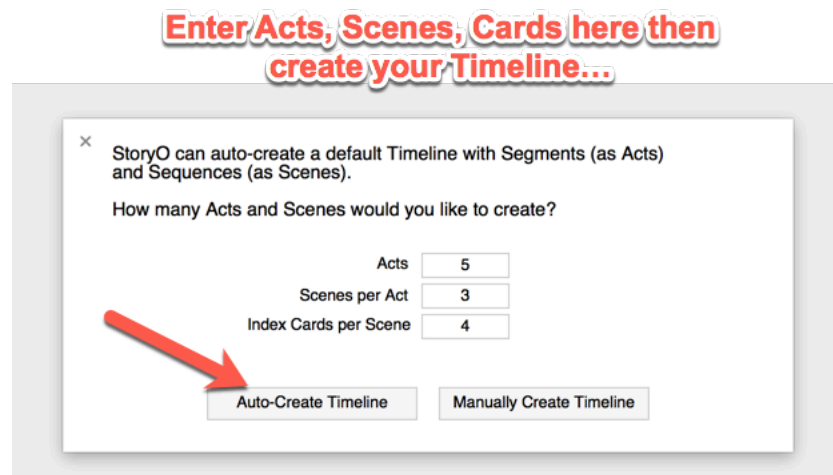 Enter Acts, Scenes, Cards here then
create your Timeline...
×
StoryO can auto-create a default Timeline with Segments (as Acts)
and Sequences (as Scenes).
How many Acts and Scenes would you like to create?
Acts 5
Scenes per Act 3
Index Cards per Scene 4
Auto-Create Timeline Manually Create Timeline